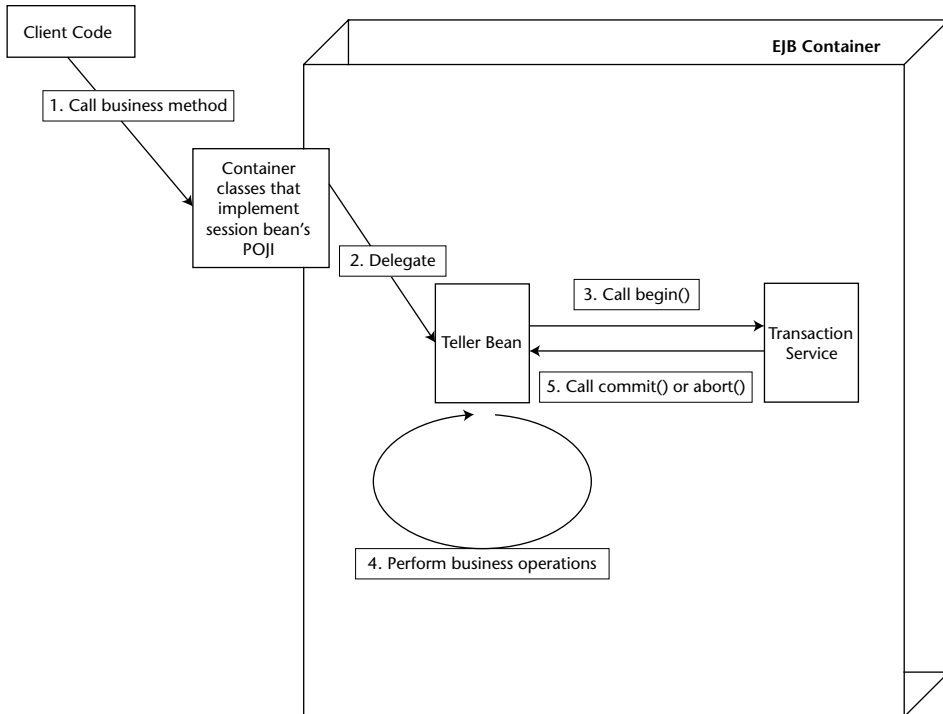 Client Code
EJB Container
1. Call business method
Container
classes that
implement
session bean's
POJI
2. Delegate
3. Call begin()
Teller Bean
Transaction
Service
5. Call commit() or abort()
4. Perform business operations